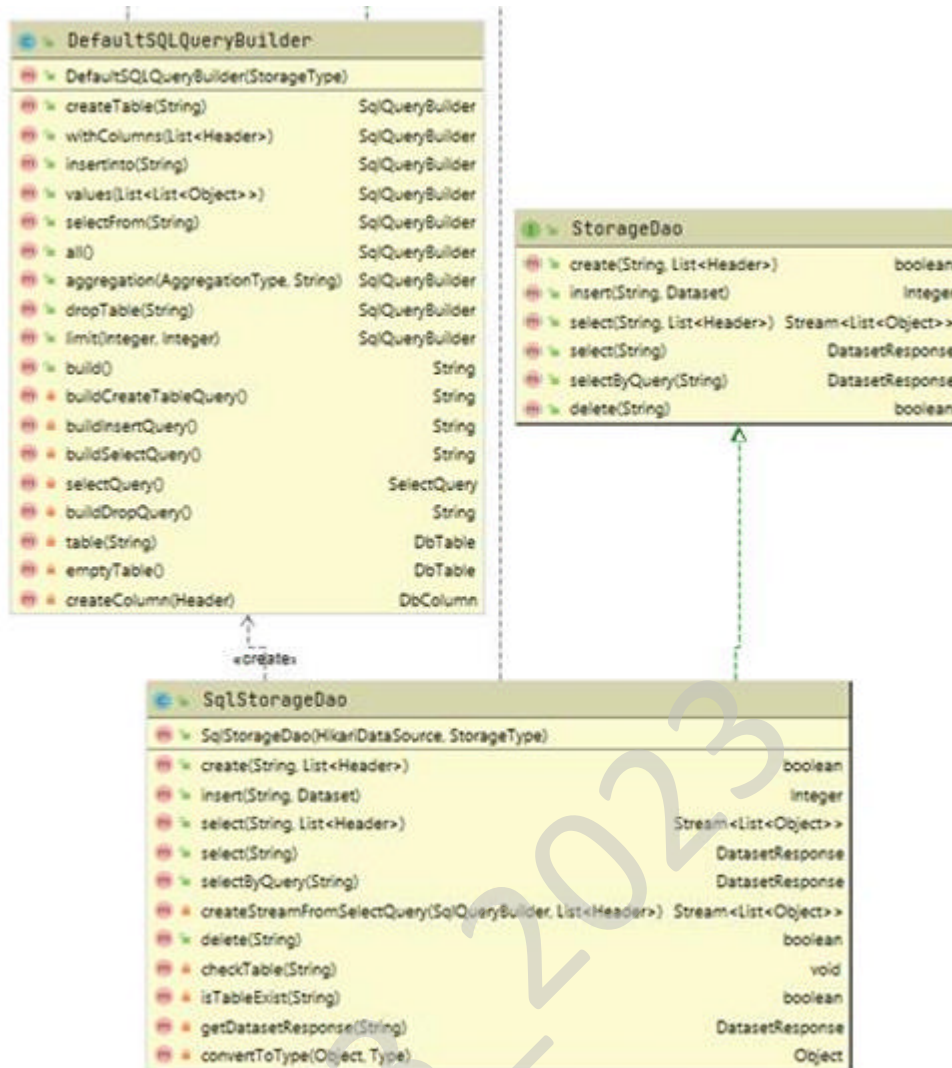 DefaultSQLQueryBuilder
DefaultSQLQueryBuilder(StorageType)
createTable(String) SqlQueryBuilder
withColumns(List<Header>) SqlQueryBuilder
insertInto(String) SqlQueryBuilder
values(List<List<Object>>) SqlQueryBuilder
selectFrom(String) SqlQueryBuilder
all() SqlQueryBuilder
aggregation(AggregationType, String) SqlQueryBuilder
dropTable(String) SqlQueryBuilder
limit(Integer, Integer) SqlQueryBuilder
build() String
buildCreateTableQuery() String
buildInsertQuery() String
buildSelectQuery() String
selectQuery() SelectQuery
buildDropQuery() String
table(String) DbTable
emptyTable() DbTable
createColumn(Header) DbColumn
StorageDao
create(String, List<Header>) boolean
insert(String, Dataset) Integer
select(String, List<Header>) Stream<List<Object>>
select(String) DatasetResponse
selectByQuery(String) DatasetResponse
delete(String) boolean
«create»
SqlStorageDao
SqlStorageDao(HikariDataSource, StorageType)
create(String, List<Header>) boolean
insert(String, Dataset) Integer
select(String, List<Header>) Stream<List<Object>>
select(String) DatasetResponse
selectByQuery(String) DatasetResponse
createStreamFromSelectQuery(SqlQueryBuilder, List<Header>) Stream<List<Object>>
delete(String) boolean
checkTable(String) void
isTableExist(String) boolean
getDatasetResponse(String) DatasetResponse
convertToType(Object, Type) Object
2023